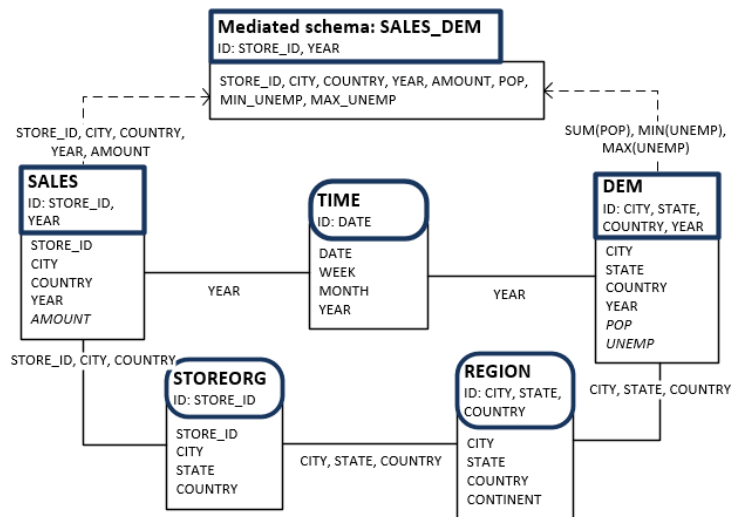 Mediated schema: SALES_DEM
ID: STORE_ID, YEAR
STORE_ID, CITY, COUNTRY, YEAR, AMOUNT, POP,
MIN_UNEMP, MAX_UNEMP
STORE_ID, CITY, COUNTRY,
YEAR, AMOUNT
SUM(POP), MIN(UNEMP),
MAX(UNEMP)
SALES
ID: STORE_ID,
YEAR
STORE_ID
CITY
COUNTRY
YEAR
AMOUNT
TIME
ID: DATE
DATE
WEEK
MONTH
YEAR
DEM
ID: CITY, STATE,
COUNTRY, YEAR
CITY
STATE
COUNTRY
YEAR
POP
UNEMP
YEAR
YEAR
STORE_ID, CITY, COUNTRY
STOREORG
ID: STORE_ID
STORE_ID
CITY
STATE
COUNTRY
CITY, STATE, COUNTRY
REGION
ID: CITY, STATE,
COUNTRY
CITY
STATE
COUNTRY
CONTINENT
CITY, STATE, COUNTRY